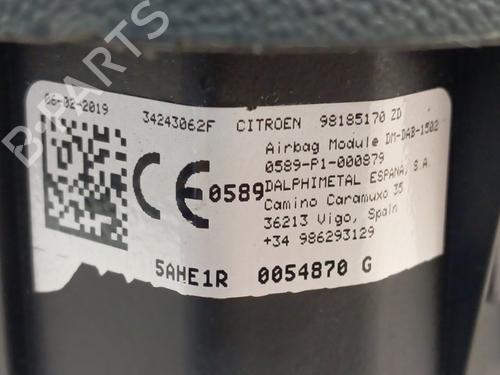 B-PARTS
06-02-2019 34243062F CITROEN 98185170 ZD
Airbag Module DM-DAB-1502
0589-P1-000879
CE 0589
DALPHIMETAL ESPANA, S.A.
Camino Caramuxo 35
36213 Vigo, Spain
+34 986293129
5AHE1R 0054870 G